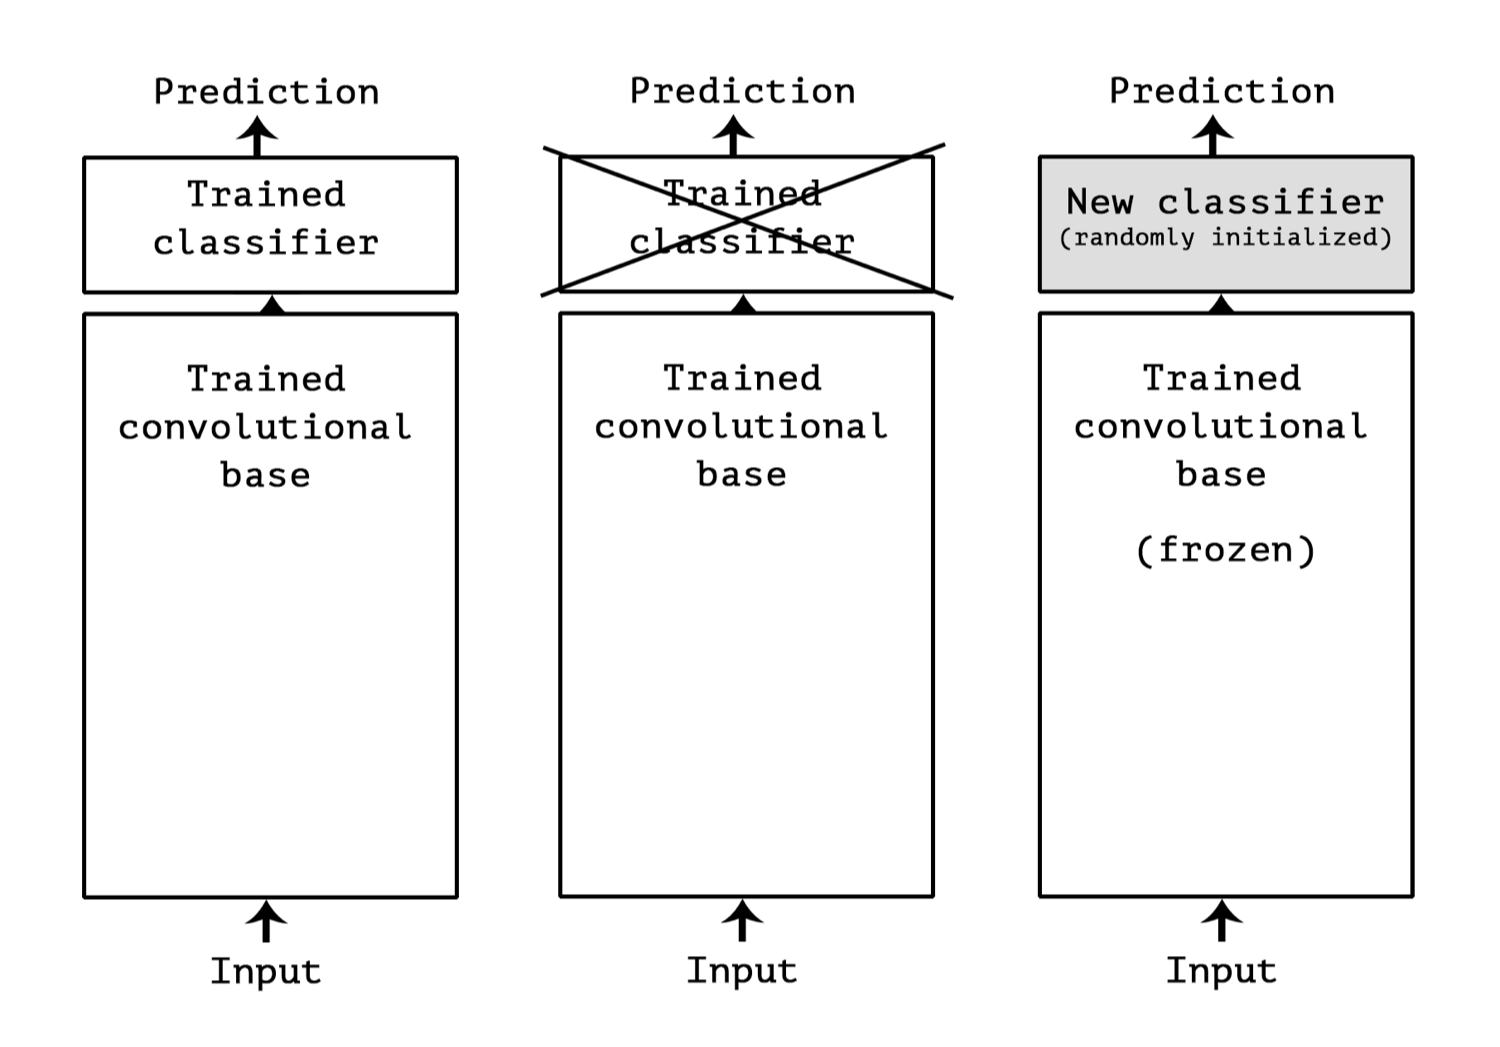 Prediction
Trained
classifier
Trained
convolutional
base
Input
Prediction
Trained
classifier
Trained
convolutional
base
Input
Prediction
New classifier
(randomly initialized)
Trained
convolutional
base
(frozen)
Input